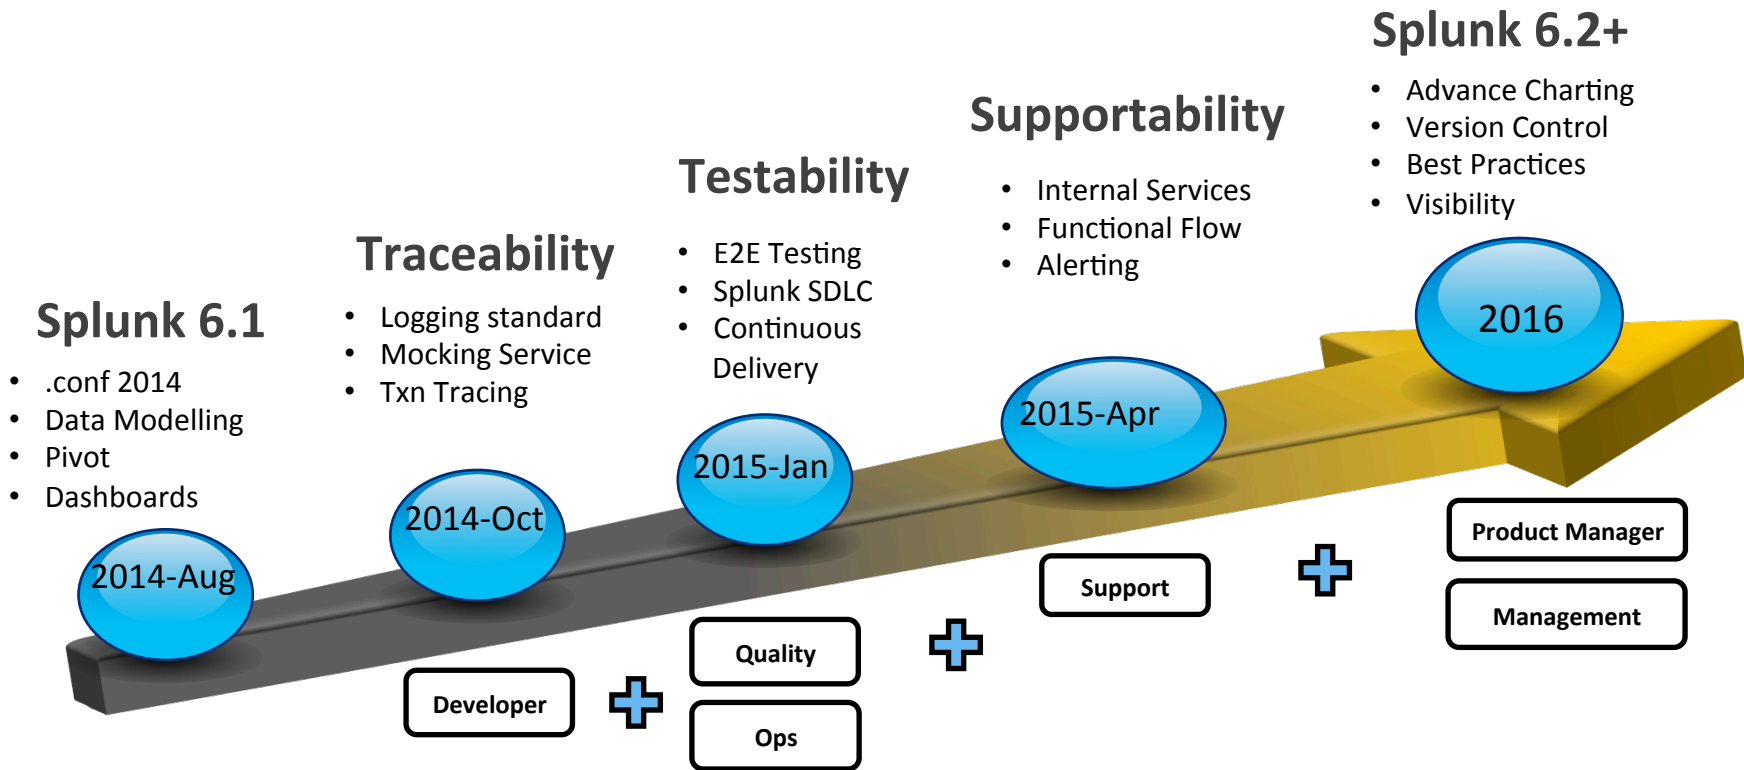 Splunk 6.1
• .conf 2014
• Data Modelling
• Pivot
• Dashboards
2014-Aug
Traceability
• Logging standard
• Mocking Service
• Txn Tracing
2014-Oct
Developer
Testability
• E2E Testing
• Splunk SDLC
• Continuous
Delivery
2015-Jan
Quality
Ops
Supportability
• Internal Services
• Functional Flow
• Alerting
2015-Apr
Support
Splunk 6.2+
• Advance Charting
• Version Control
• Best Practices
• Visibility
2016
Product Manager
Management